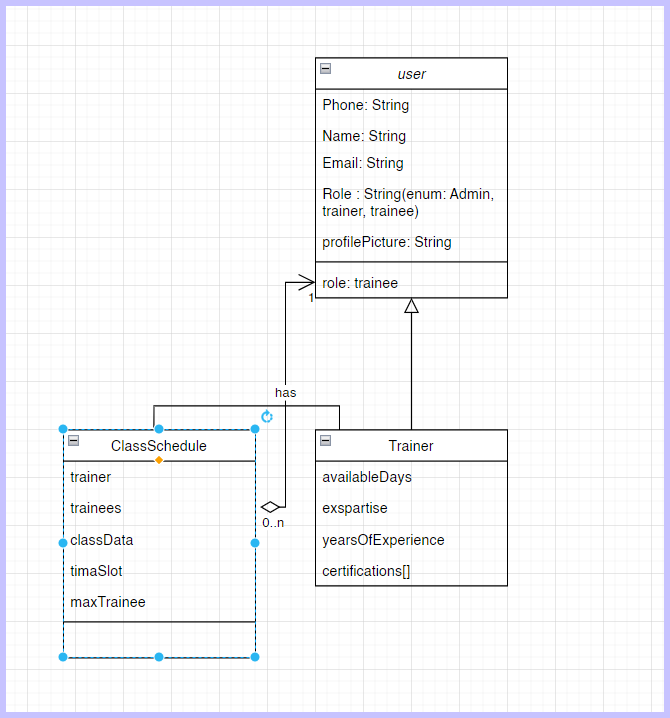 user
Phone: String
Name: String
Email: String
Role : String(enum: Admin,
trainer, trainee)
profilePicture: String
role: trainee
1
has
ClassSchedule
trainer
trainees
classData
timaSlot
maxTrainee
0..n
Trainer
availableDays
exspartise
yearsOfExperience
certifications[]